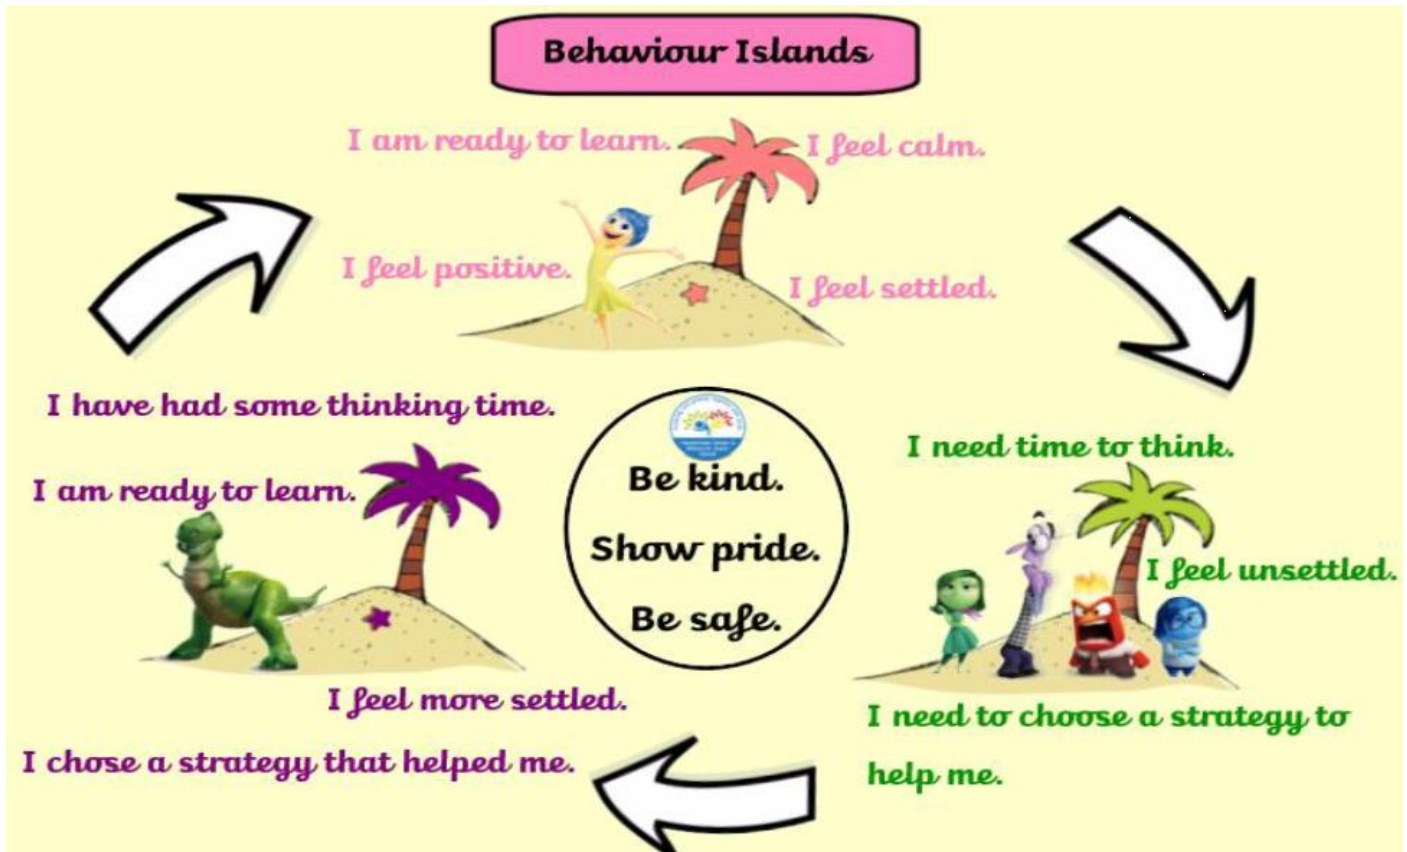 Behaviour Islands
I am ready to learn.
I feel calm.
I feel positive.
I feel settled.
I need time to think.
I feel unsettled.
I need to choose a strategy to
help me.
I have had some thinking time.
I am ready to learn.
I feel more settled.
I chose a strategy that helped me.
Be kind.
Show pride.
Be safe.